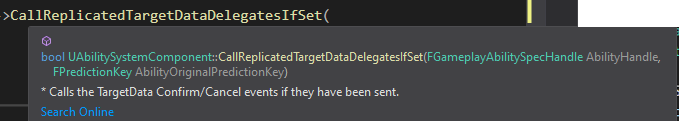 >CallReplicatedTargetDataDelegatesIfSet(
bool UAbilitySystemComponent::CallReplicatedTargetDataDelegatesIfSet(FGameplayAbilitySpecHandle AbilityHandle,
FPredictionKey AbilityOriginalPredictionKey)
* Calls the TargetData Confirm/Cancel events if they have been sent.
Search Online